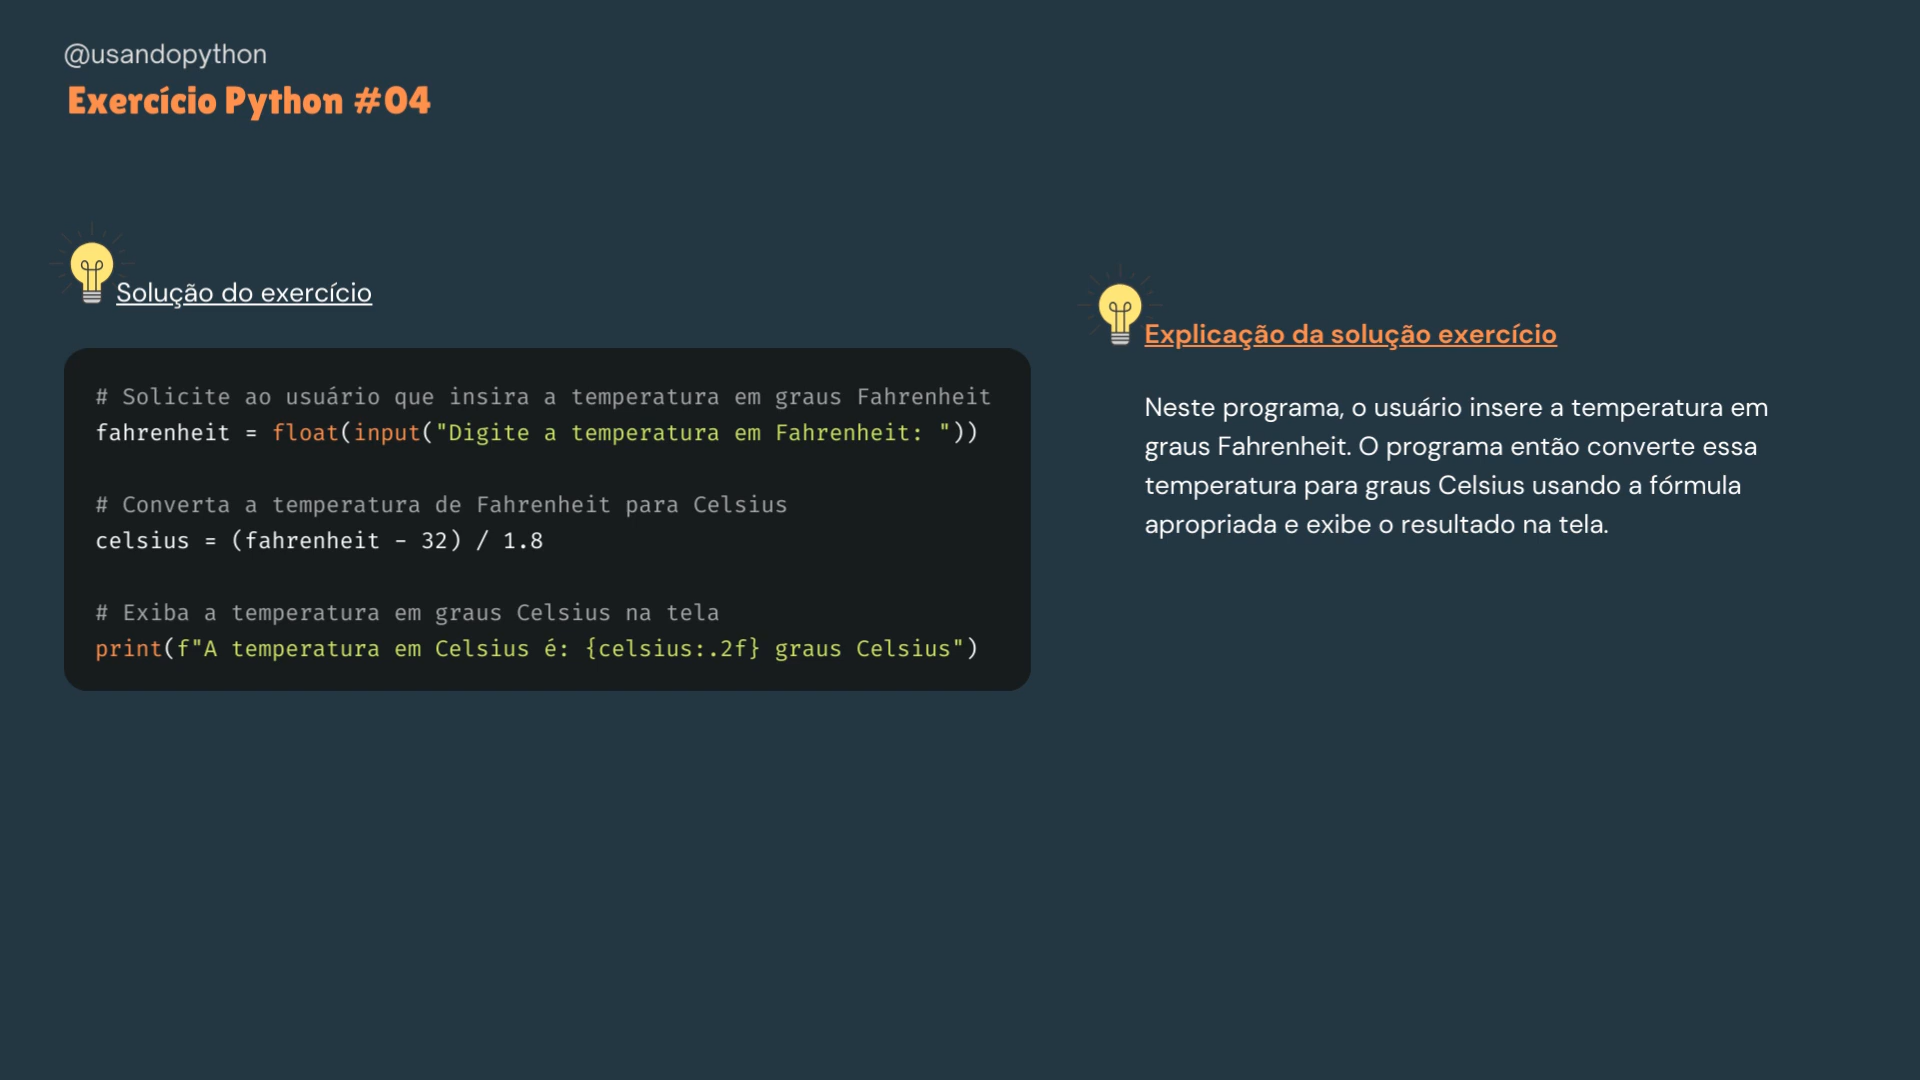 @usandopython
Exercício Python #04
Solução do exercício
# Solicite ao usuário que insira a temperatura em graus Fahrenheit
fahrenheit = float(input("Digite a temperatura em Fahrenheit: "))
# Converta a temperatura de Fahrenheit para Celsius
celsius = (fahrenheit - 32) / 1.8
# Exiba a temperatura em graus Celsius na tela
print(f"A temperatura em Celsius é: {celsius:.2f} graus Celsius")
Explicação da solução exercício
Neste programa, o usuário insere a temperatura em
graus Fahrenheit. O programa então converte essa
temperatura para graus Celsius usando a fórmula
apropriada e exibe o resultado na tela.